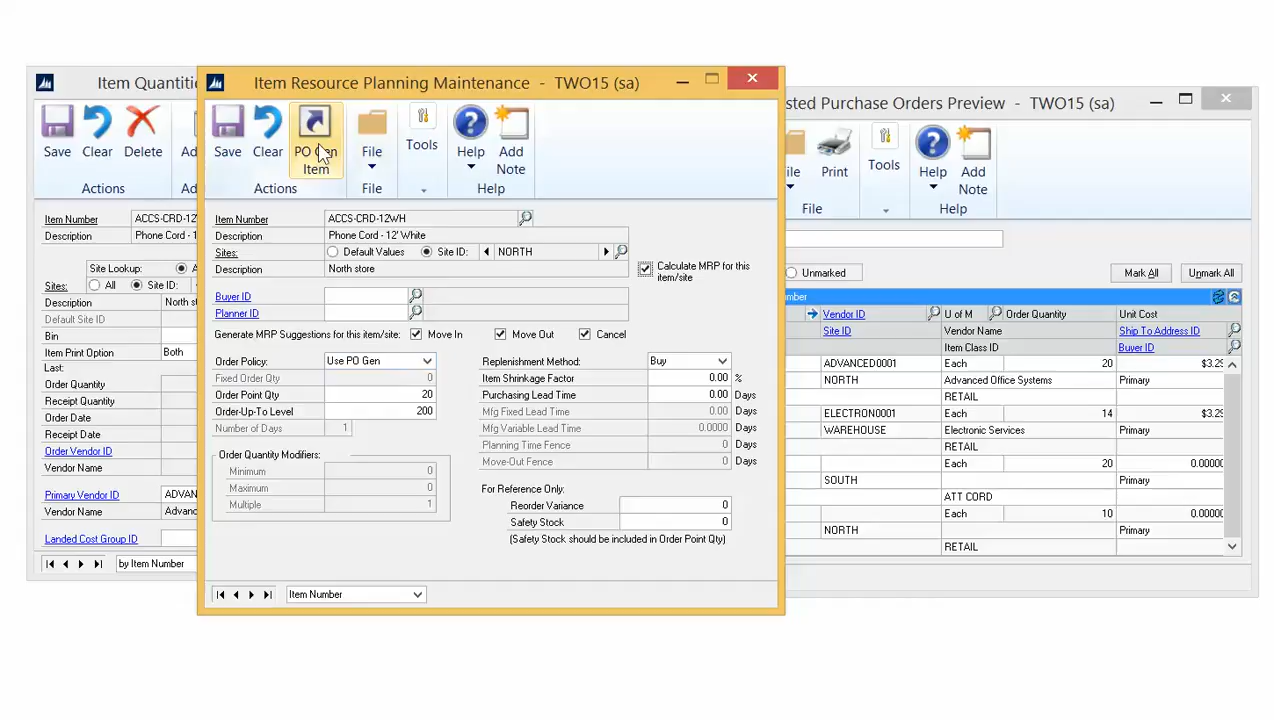 Item Quantiti
Save
Clear
Delete
Ad
Actions
Ad
Item Number
ACCS-CRD-12'
Description
Phone Cord - 12'
Site Lookup:
A
Sites:
All
Site ID:
Description
North st
Default Site ID
Bin
Item Print Option
Both
Last:
Order Quantity
Receipt Quantity
Order Date
Receipt Date
Order Vendor ID
Vendor Name
Primary Vendor ID
ADVAN
Vendor Name
Advanc
Landed Cost Group ID
by Item Number
Item Resource Planning Maintenance - TWO15 (sa)
Save
Clear
PO Gen
Item
File
Tools
Help
Add
Note
Actions
File
Help
Item Number
ACCS-CRD-12WH
Description
Phone Cord - 12' White
Sites:
Default Values
Site ID:
NORTH
Description
North store
Calculate MRP for this
item/site
Buyer ID
Planner ID
Generate MRP Suggestions for this item/site:
Move In
Move Out
Cancel
Order Policy:
Use PO Gen
Replenishment Method:
Buy
Fixed Order Qty
0
Item Shrinkage Factor
0.00 %
Order Point Qty
20
Purchasing Lead Time
0.00 Days
Order-Up-To Level
200
Mfg Fixed Lead Time
0.00 Days
Number of Days
1
Mfg Variable Lead Time
0.0000 Days
Planning Time Fence
0 Days
Order Quantity Modifiers:
Move-Out Fence
0 Days
Minimum
0
Maximum
0
Multiple
1
For Reference Only:
Reorder Variance
0
Safety Stock
0
(Safety Stock should be included in Order Point Qty)
Item Number
sted Purchase Orders Preview - TWO15 (sa)
ile
Print
Tools
Help
Add
Note
File
Help
Unmarked
Mark All
Unmark All
mber
Vendor ID
U of M
Order Quantity
Unit Cost
Site ID
Vendor Name
Ship To Address ID
Item Class ID
Buyer ID
ADVANCED0001
Each
20
$3.29
NORTH
Advanced Office Systems
Primary
RETAIL
ELECTRON0001
Each
14
$3.29
WAREHOUSE
Electronic Services
Primary
RETAIL
Each
20
0.0000
SOUTH
Primary
ATT CORD
Each
10
0.0000
NORTH
Primary
RETAIL